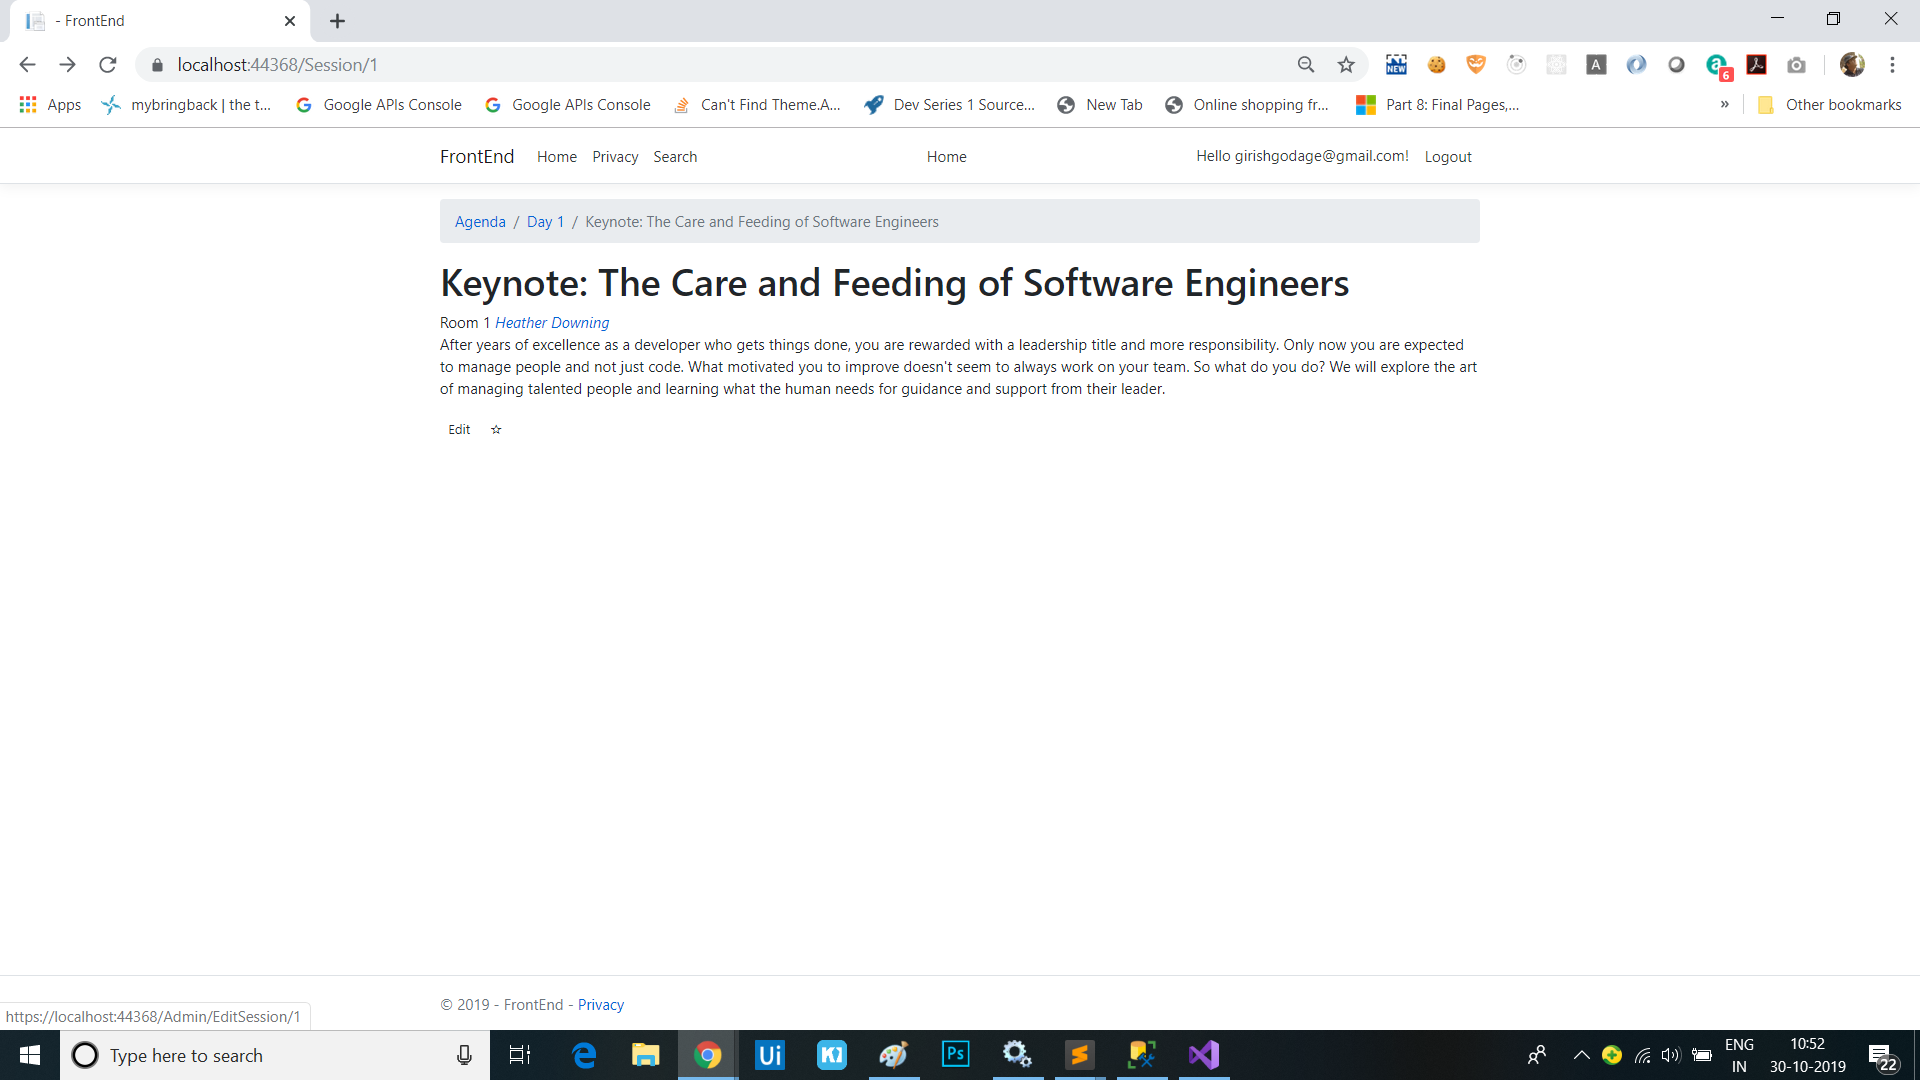 - FrontEnd
localhost:44368/Session/1
NEW
A
a
6
Apps
mybringback | the t...
Google APIs Console
Google APIs Console
Can't Find Theme.A...
Dev Series 1 Source...
New Tab
Online shopping fr...
Part 8: Final Pages,...
»
Other bookmarks
FrontEnd Home Privacy Search Home Hello girishgodage@gmail.com! Logout
Agenda / Day 1 / Keynote: The Care and Feeding of Software Engineers
Keynote: The Care and Feeding of Software Engineers
Room 1 Heather Downing
After years of excellence as a developer who gets things done, you are rewarded with a leadership title and more responsibility. Only now you are expected
to manage people and not just code. What motivated you to improve doesn't seem to always work on your team. So what do you do? We will explore the art
of managing talented people and learning what the human needs for guidance and support from their leader.
Edit ☆
© 2019 - FrontEnd - Privacy
https://localhost:44368/Admin/EditSession/1
Type here to search
Ui
Ps
ENG
IN
10:52
30-10-2019
22